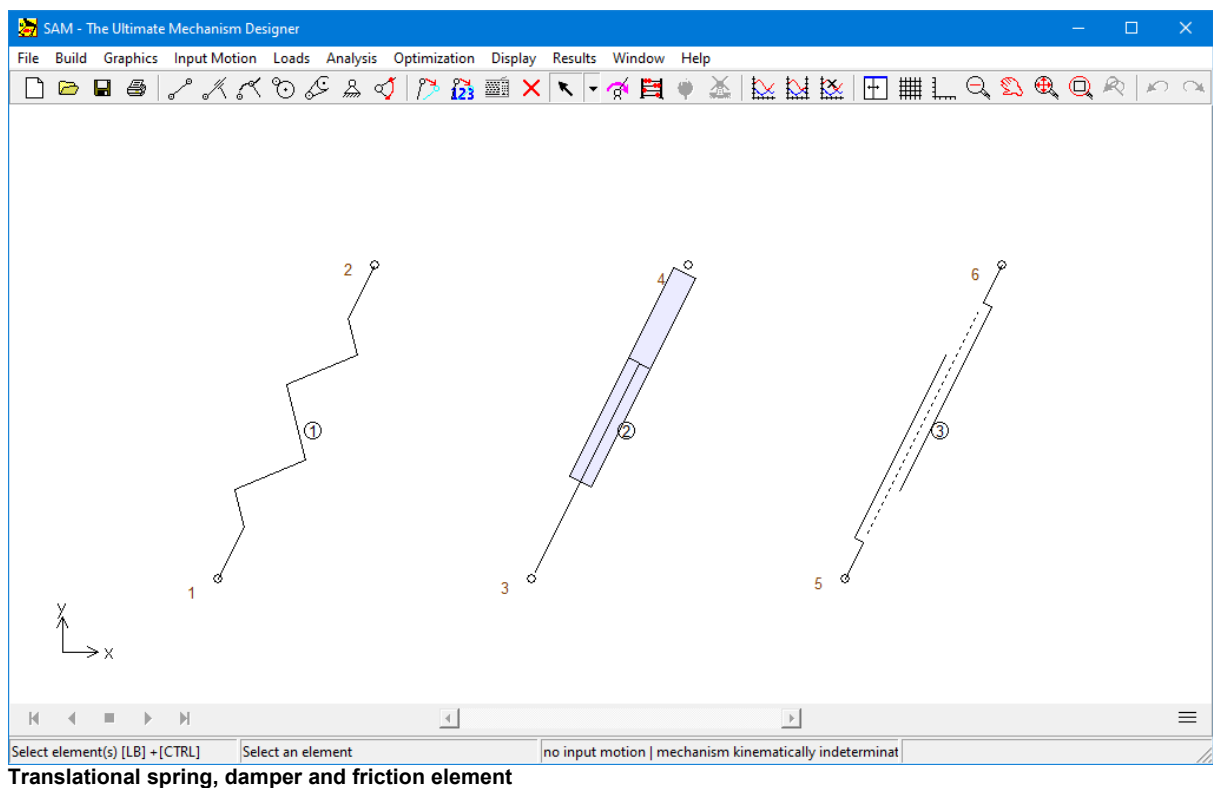 SAM - The Ultimate Mechanism Designer
File Build Graphics Input Motion Loads Analysis Optimization Display Results Window Help
123
2
4
6
1
2
3
1
3
5
y
x
Select element(s) [LB] +[CTRL] Select an element no input motion | mechanism kinematically indeterminat
Translational spring, damper and friction element